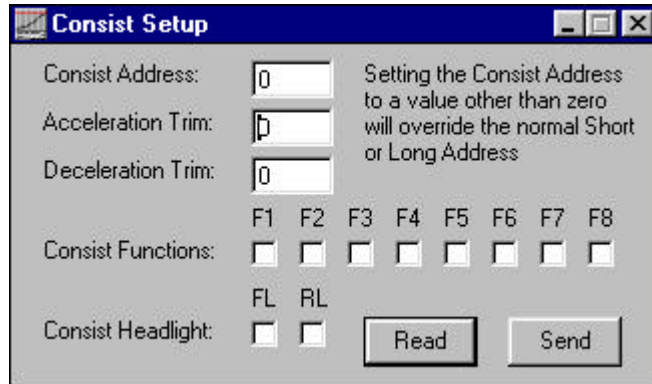 Consist Setup
Consist Address: 0
Setting the Consist Address
to a value other than zero
will override the normal Short
or Long Address
Acceleration Trim: 0
Deceleration Trim: 0
F1 F2 F3 F4 F5 F6 F7 F8
Consist Functions:
FL RL
Consist Headlight:
Read Send